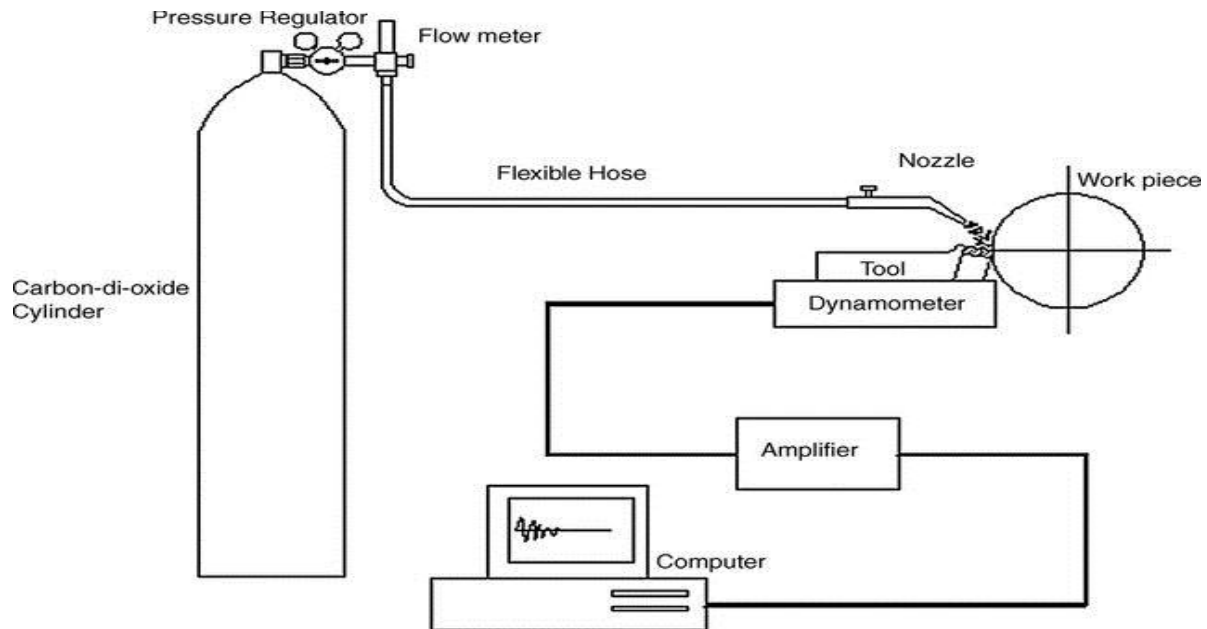 Pressure Regulator
Flow meter
Nozzle
Flexible Hose
Work piece
Tool
Carbon-di-oxide
Cylinder
Dynamometer
Amplifier
Computer